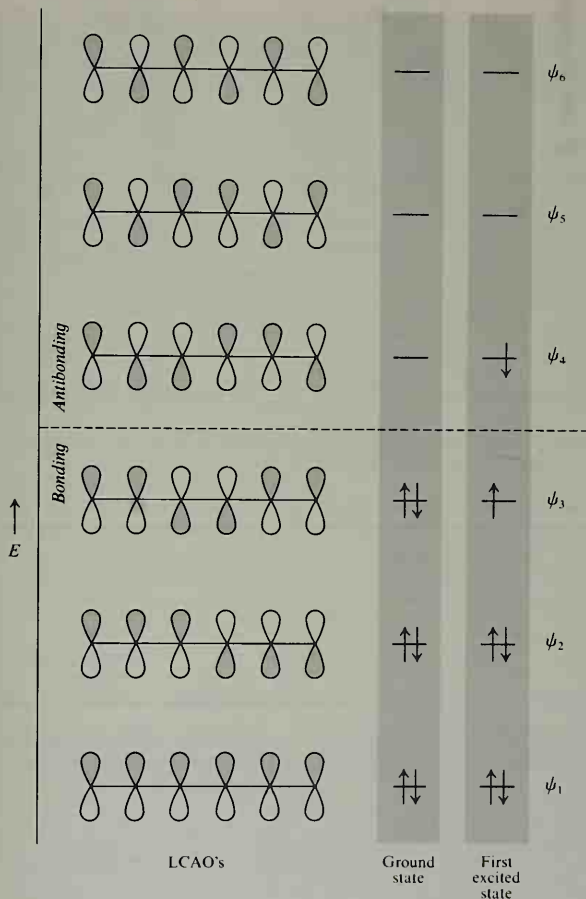 ψ₆
ψ₅
Antibonding
ψ₄
Bonding
ψ₃
E
ψ₂
ψ₁
LCAO's
Ground
state
First
excited
state